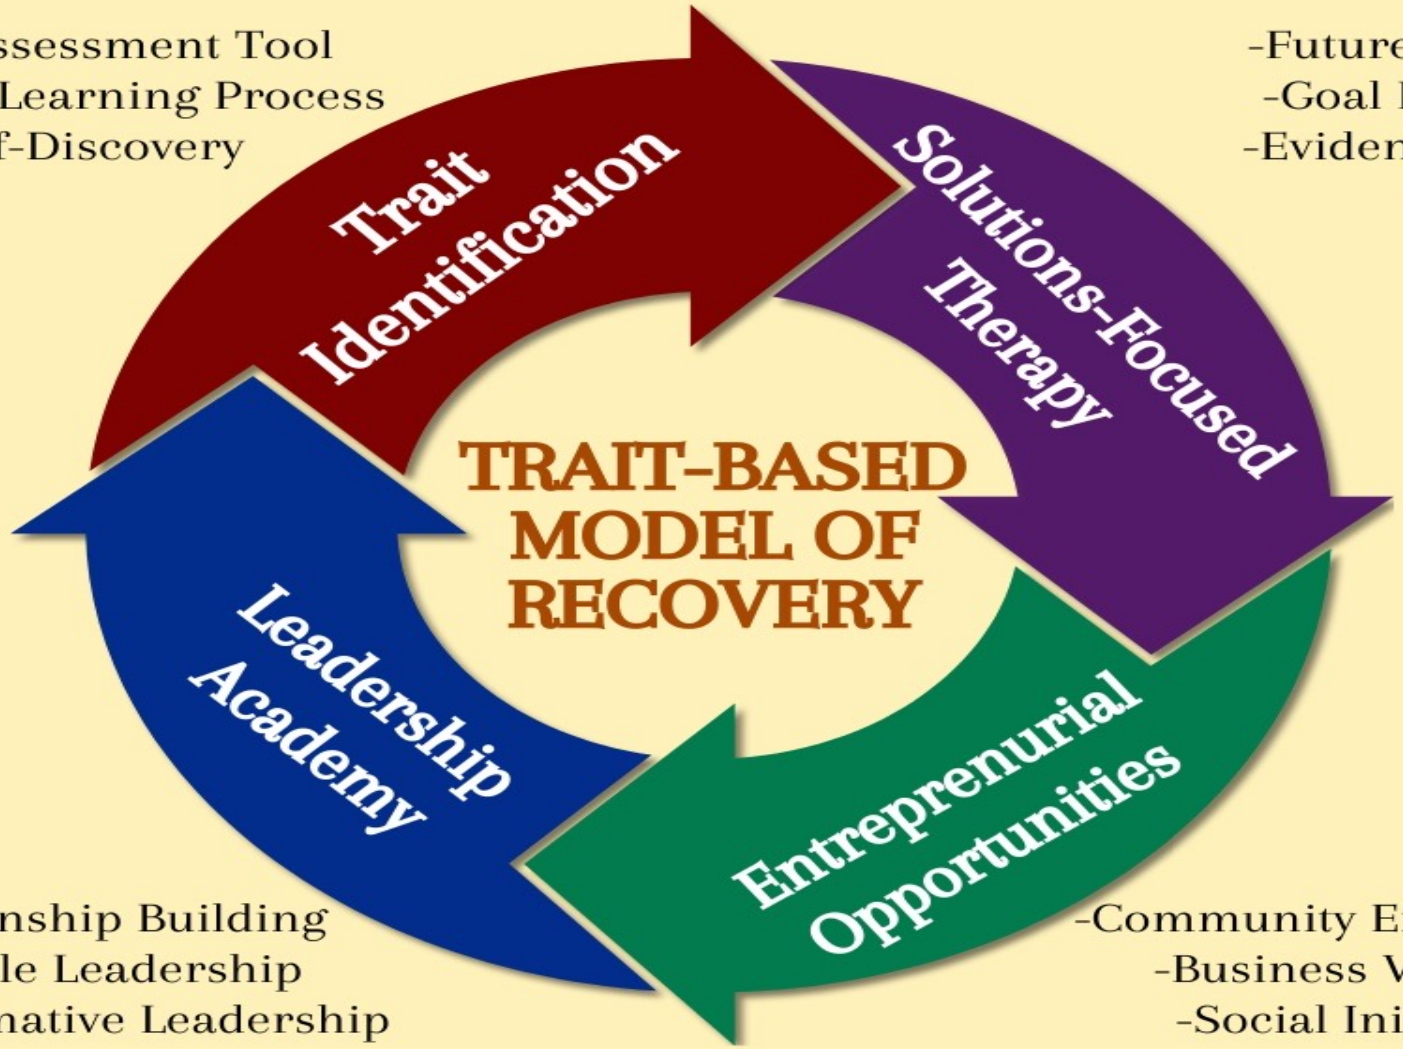 ssessment Tool
Learning Process
f-Discovery
-Future
-Goal
-Eviden
Trait
Identification
Solutions-Focused
Therapy
TRAIT-BASED
MODEL OF
RECOVERY
Leadership
Academy
Entreprenurial
Opportunities
nship Building
le Leadership
native Leadership
-Community E
-Business V
-Social Ini